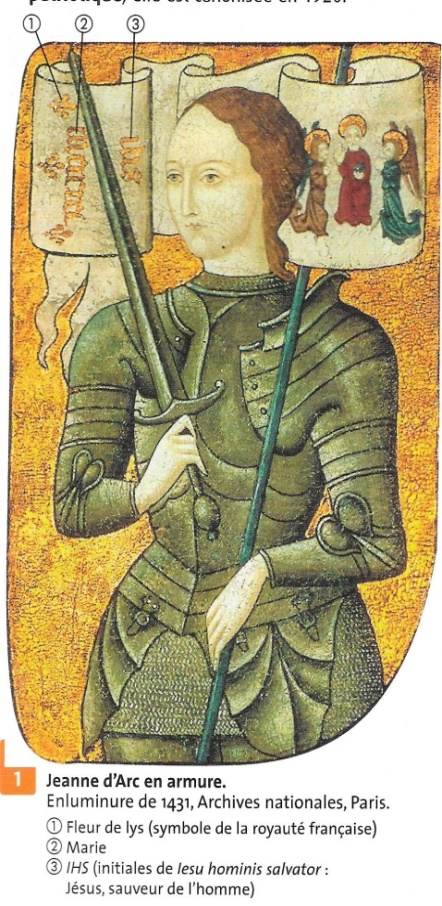 politique, elle est canonisée en 1920.
① ② ③
1 Jeanne d'Arc en armure.
Enluminure de 1431, Archives nationales, Paris.
① Fleur de lys (symbole de la royauté française)
② Marie
③ IHS (initiales de Iesu hominis salvator :
Jésus, sauveur de l'homme)